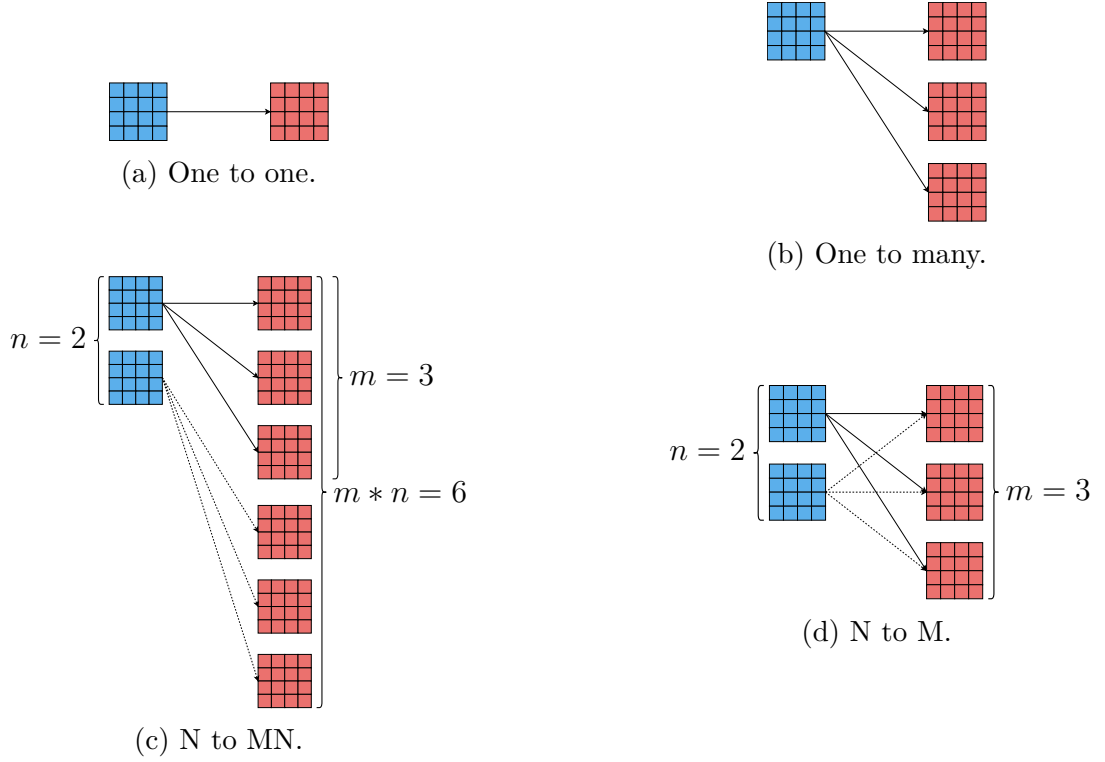 (a) One to one.
(b) One to many.
n = 2
m = 3
m * n = 6
(c) N to MN.
n = 2
m = 3
(d) N to M.